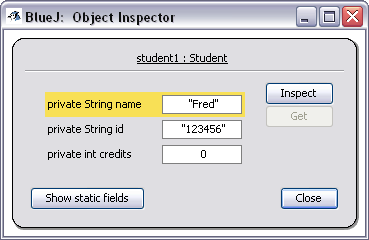 BlueJ: Object Inspector
student1 : Student
private String name "Fred"
Inspect
Get
private String id "123456"
private int credits 0
Show static fields
Close